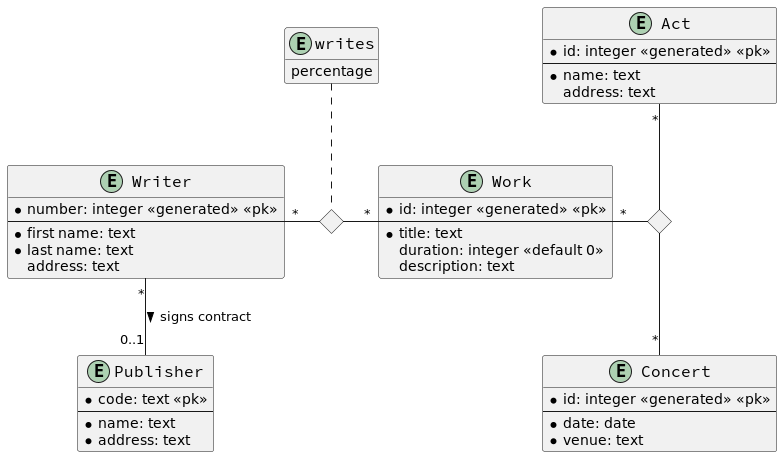 E writes
percentage
E Act
* id: integer «generated» «pk»
* name: text
address: text
*
E Writer
* number: integer «generated» «pk»
* first name: text
* last name: text
address: text
*
*
E Work
* id: integer «generated» «pk»
* title: text
duration: integer «default 0»
description: text
*
*
signs contract
0..1
*
E Publisher
* code: text «pk»
* name: text
* address: text
E Concert
* id: integer «generated» «pk»
* date: date
* venue: text